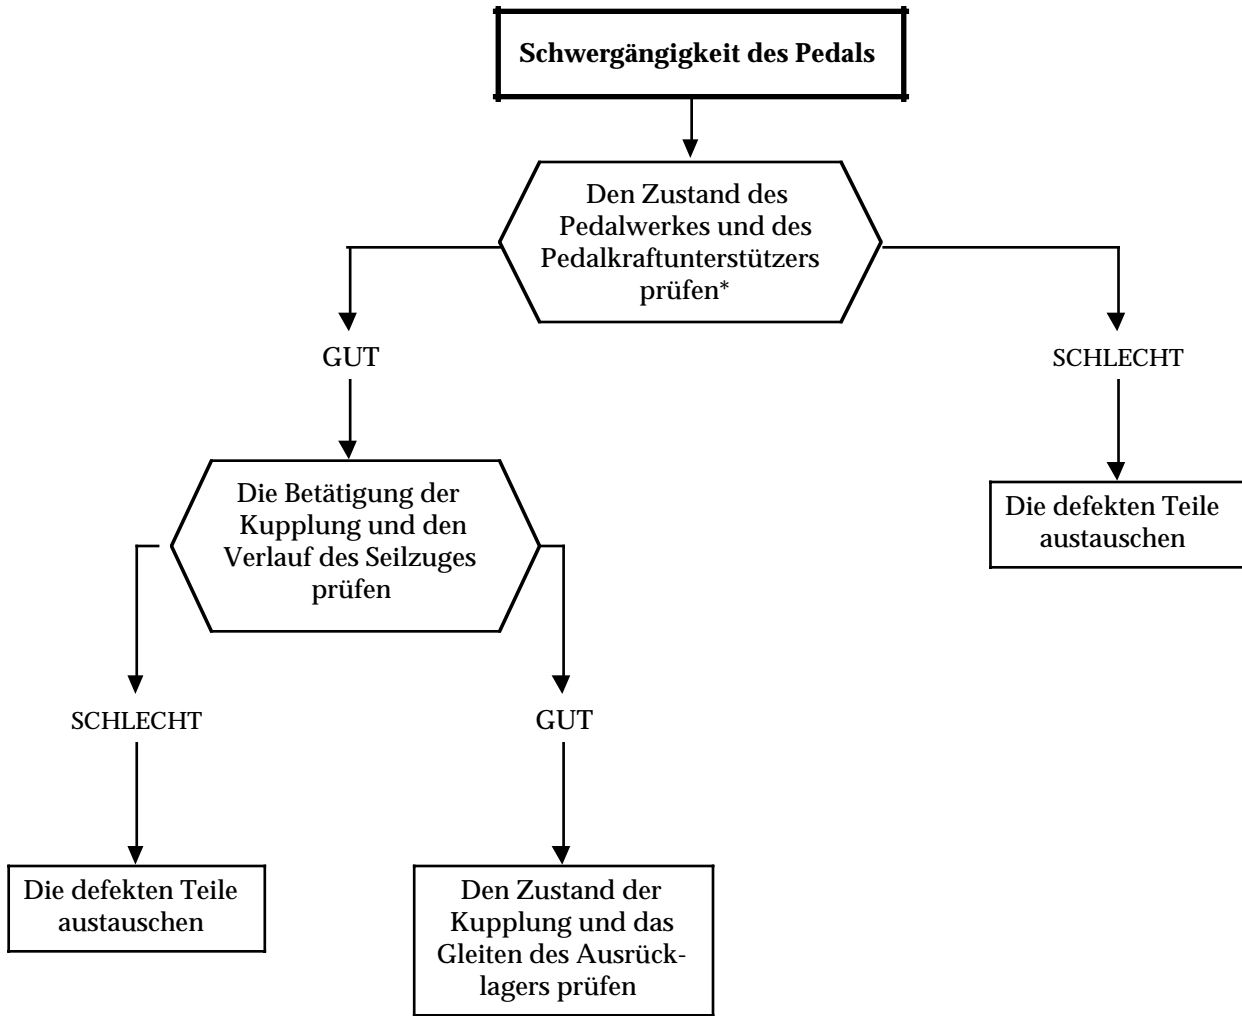 Schwergängigkeit des Pedals
Den Zustand des
Pedalwerkes und des
Pedalkraftunterstützers
prüfen*
GUT
SCHLECHT
Die Betätigung der
Kupplung und den
Verlauf des Seilzuges
prüfen
Die defekten Teile
austauschen
SCHLECHT
GUT
Die defekten Teile
austauschen
Den Zustand der
Kupplung und das
Gleiten des Ausrück-
lagers prüfen